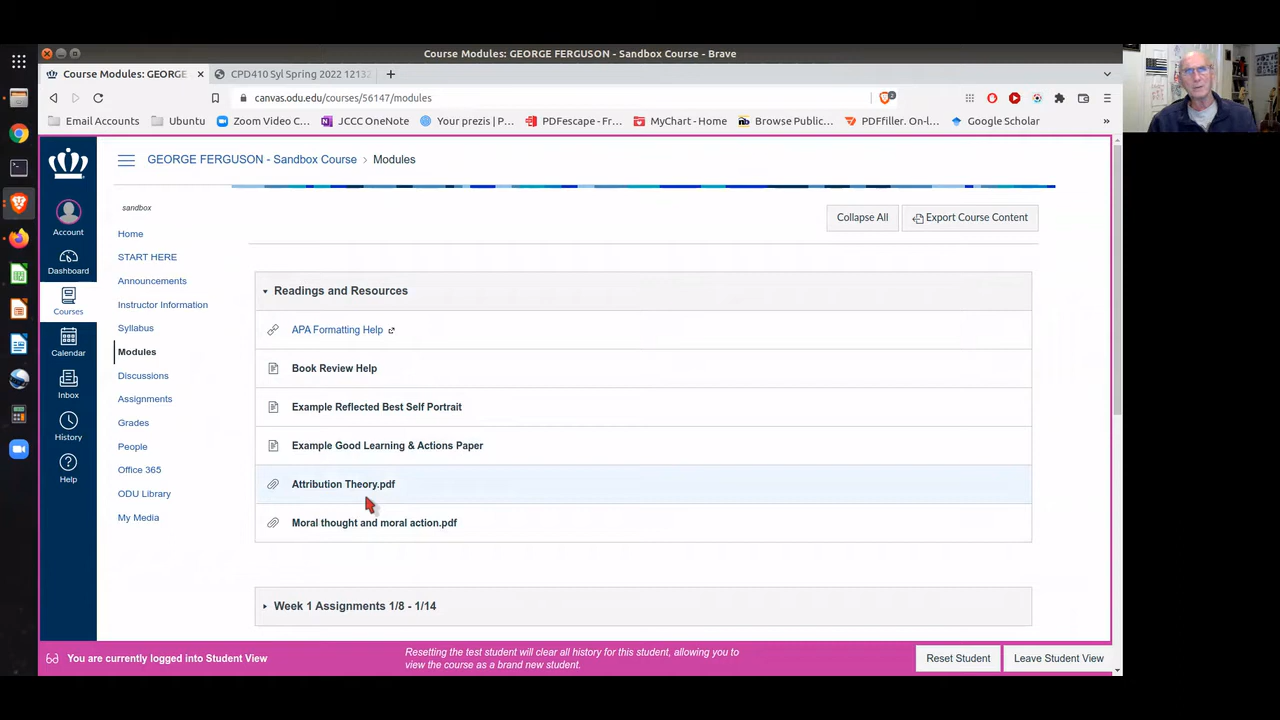 Course Modules: GEORGE FERGUSON - Sandbox Course - Brave
Course Modules: GEORGE
CPD410 Syl Spring 2022 12132
canvas.odu.edu/courses/56147/modules
2
Email Accounts
Ubuntu
Zoom Video C...
JCCC OneNote
Your prezis | P...
PDFescape - Fr...
MyChart - Home
Browse Public...
PDFfiller. On-l...
Google Scholar
GEORGE FERGUSON - Sandbox Course › Modules
Account
Dashboard
Courses
Calendar
Inbox
History
Help
sandbox
Home
START HERE
Announcements
Instructor Information
Syllabus
Modules
Discussions
Assignments
Grades
People
Office 365
ODU Library
My Media
Collapse All
Export Course Content
Readings and Resources
APA Formatting Help
Book Review Help
Example Reflected Best Self Portrait
Example Good Learning & Actions Paper
Attribution Theory.pdf
Moral thought and moral action.pdf
Week 1 Assignments 1/8 - 1/14
You are currently logged into Student View
Resetting the test student will clear all history for this student, allowing you to
view the course as a brand new student.
Reset Student
Leave Student View